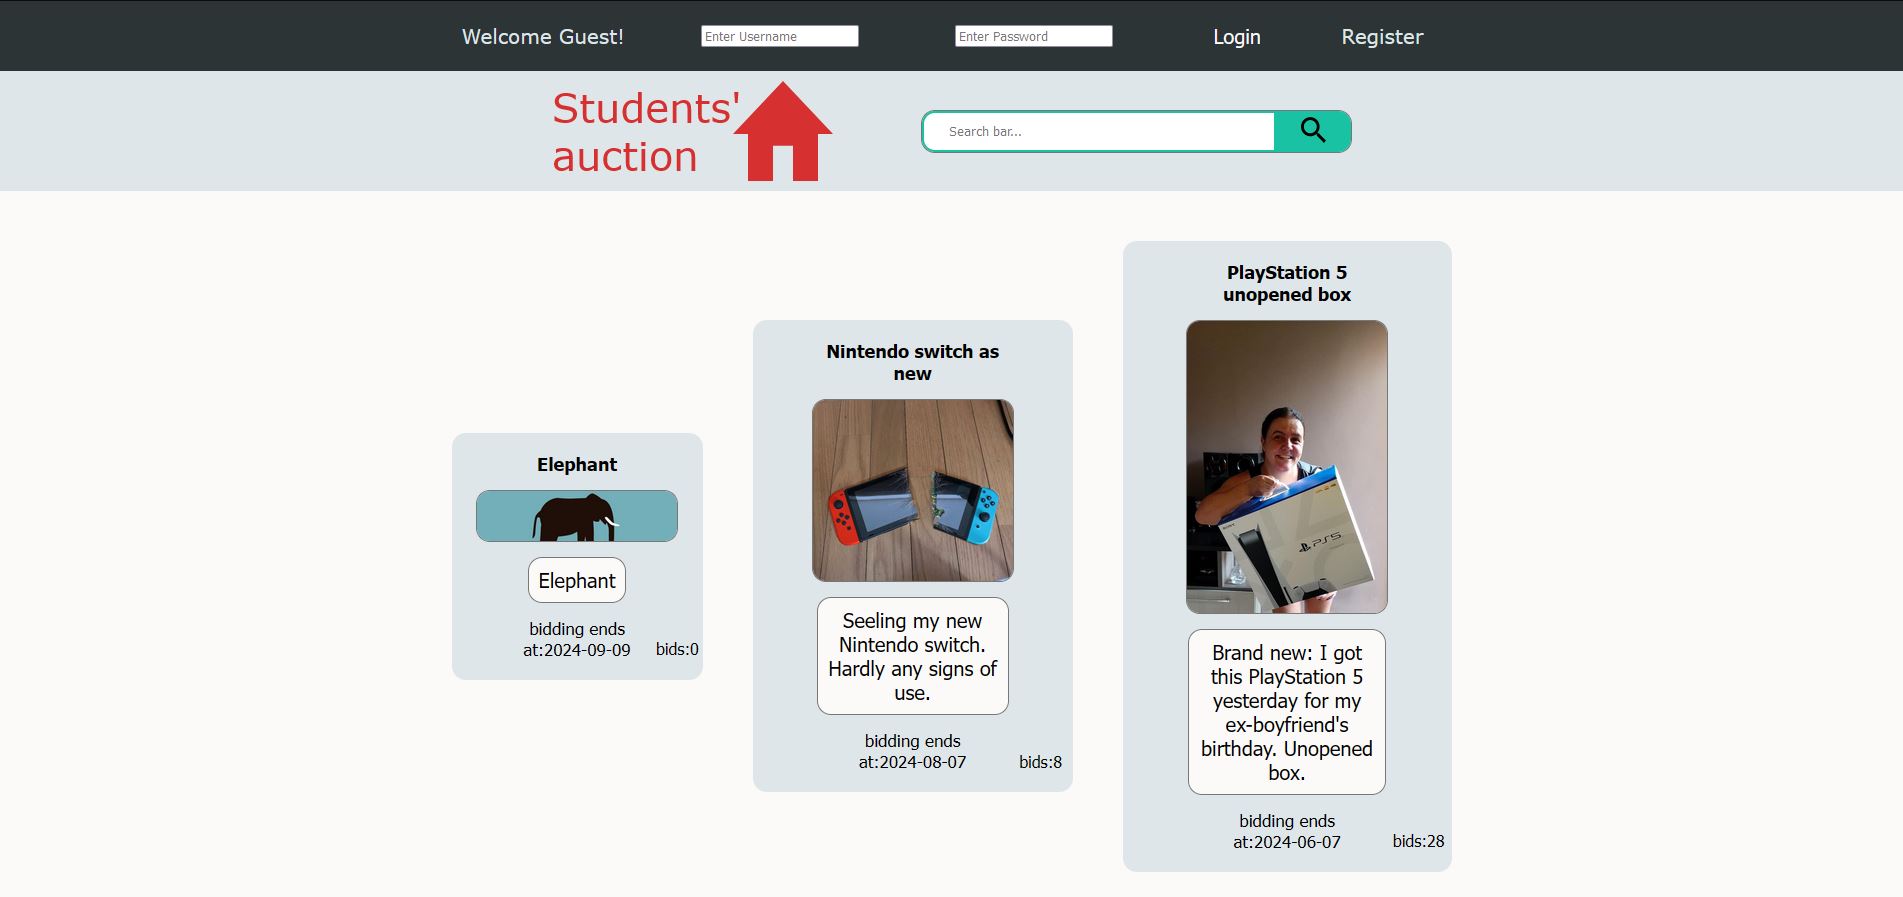 Welcome Guest!
Enter Username
Enter Password
Login
Register
Students'
auction
Search bar...
Elephant
Elephant
bidding ends
at:2024-09-09
bids:0
Nintendo switch as
new
Seeling my new
Nintendo switch.
Hardly any signs of
use.
bidding ends
at:2024-08-07
bids:8
PlayStation 5
unopened box
SONY
PS5
Brand new: I got
this PlayStation 5
yesterday for my
ex-boyfriend's
birthday. Unopened
box.
bidding ends
at:2024-06-07
bids:28